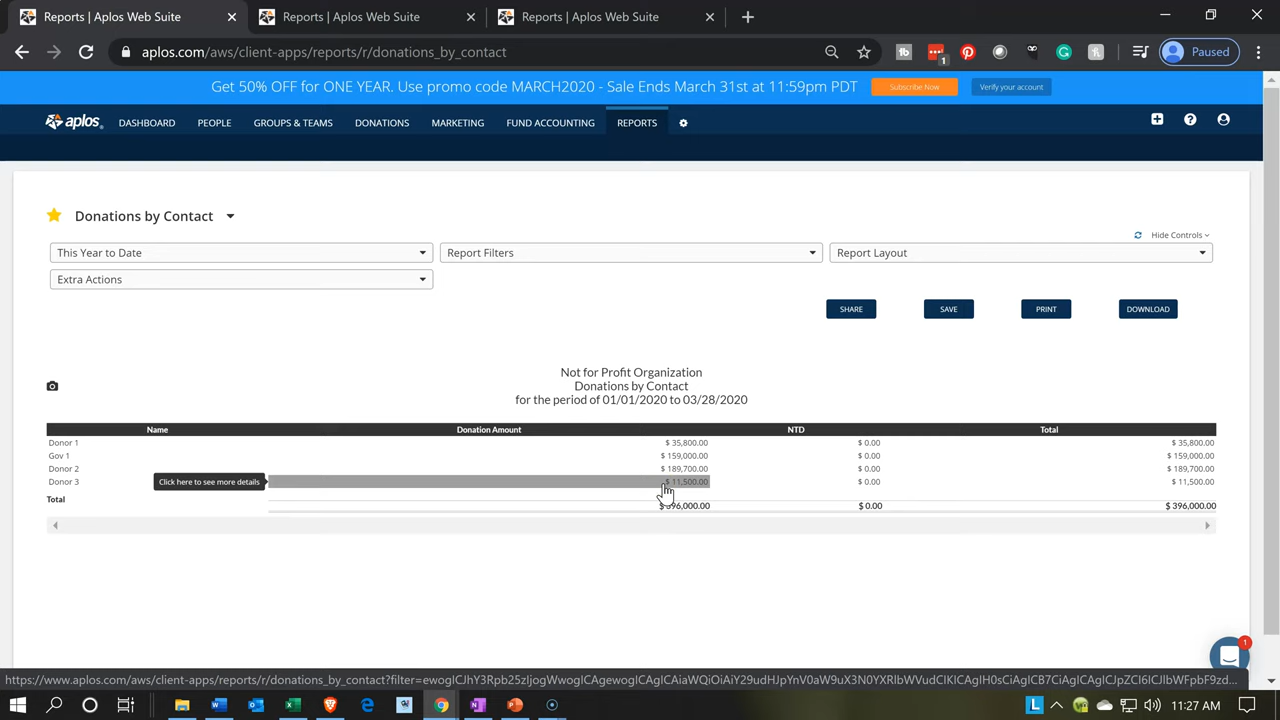 Reports | Aplos Web Suite
Reports | Aplos Web Suite
Reports | Aplos Web Suite
aplos.com/aws/client-apps/reports/r/donations_by_contact
1
Paused
Get 50% OFF for ONE YEAR. Use promo code MARCH2020 - Sale Ends March 31st at 11:59pm PDT
Subscribe Now
Verify your account
aplos.
DASHBOARD
PEOPLE
GROUPS & TEAMS
DONATIONS
MARKETING
FUND ACCOUNTING
REPORTS
Donations by Contact
Hide Controls
This Year to Date
Report Filters
Report Layout
Extra Actions
SHARE
SAVE
PRINT
DOWNLOAD
Not for Profit Organization
Donations by Contact
for the period of 01/01/2020 to 03/28/2020
Name Donation Amount NTD Total
Donor 1 $ 35,800.00 $ 0.00 $ 35,800.00
Gov 1 $ 159,000.00 $ 0.00 $ 159,000.00
Donor 2 $ 189,700.00 $ 0.00 $ 189,700.00
Donor 3 Click here to see more details $ 11,500.00 $ 0.00 $ 11,500.00
Total $ 396,000.00 $ 0.00 $ 396,000.00
1
11:27 AM